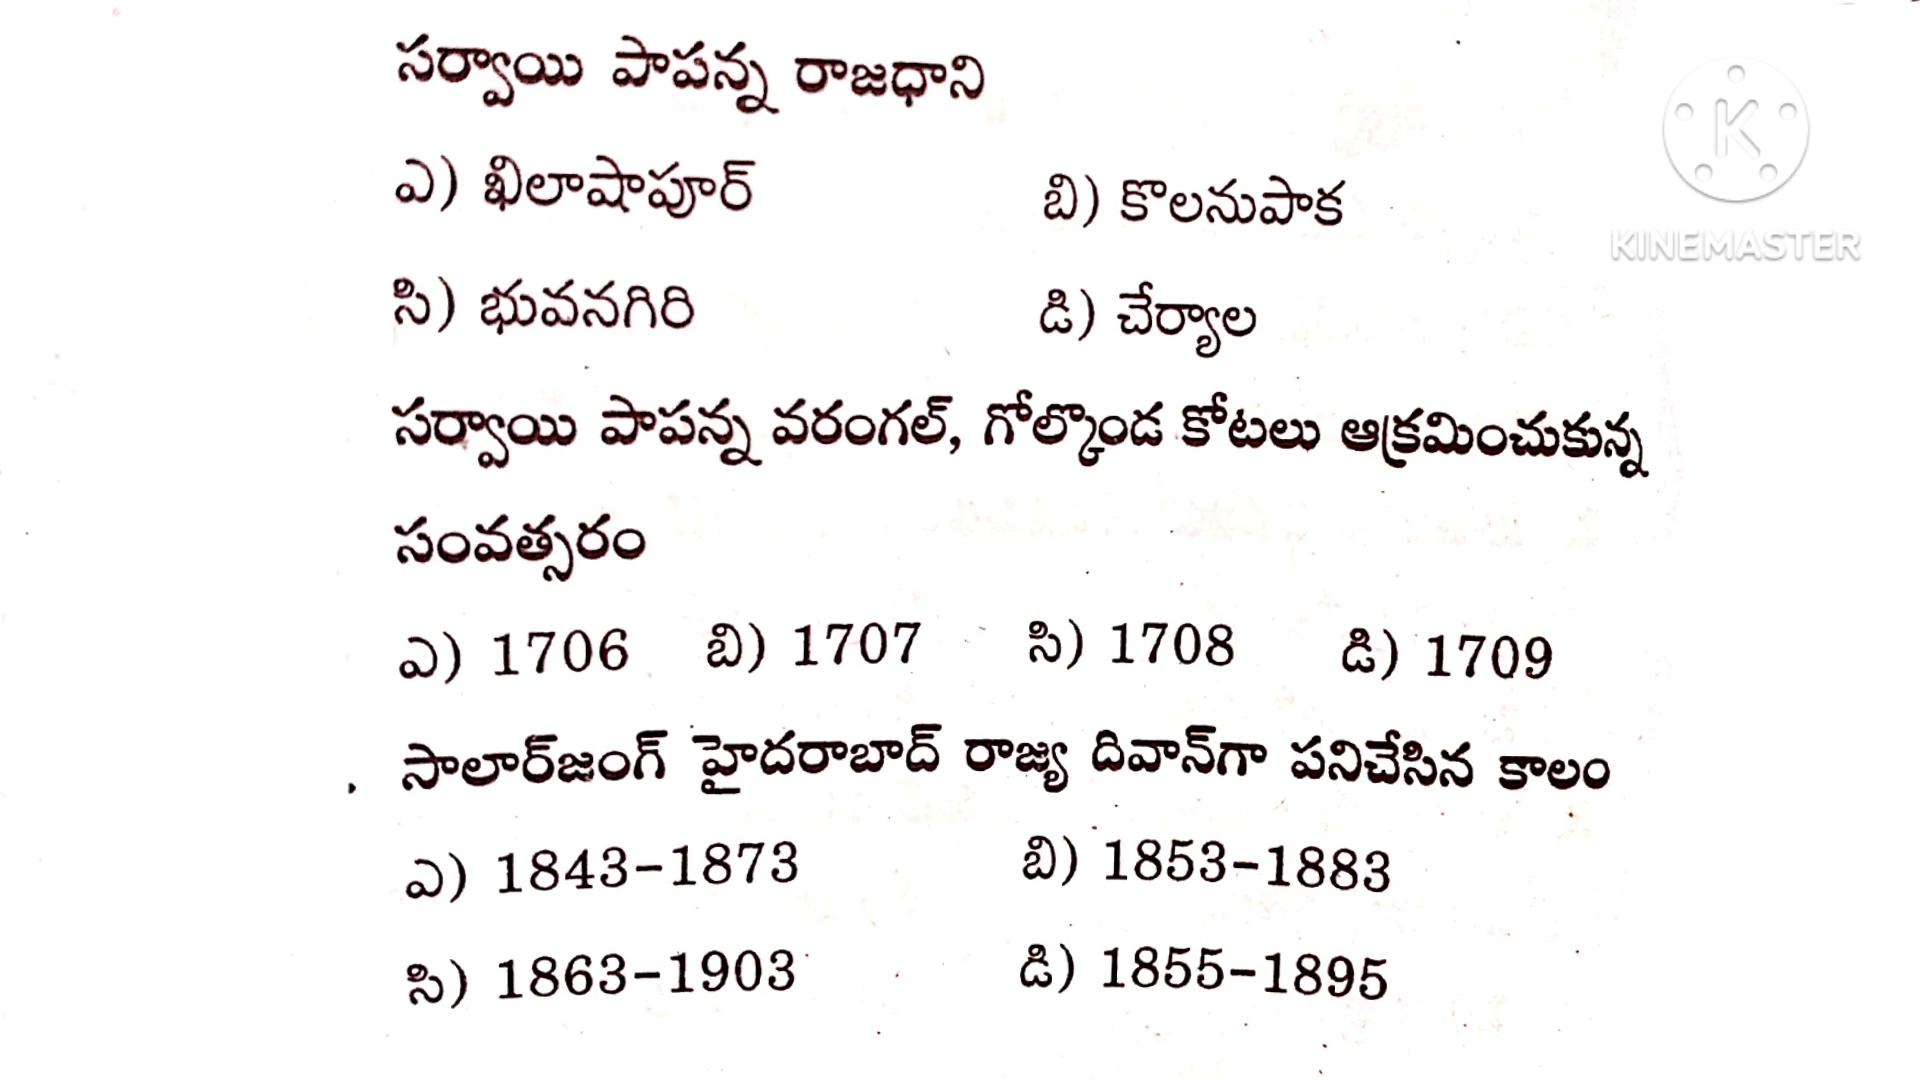 సర్వాయి పాపన్న రాజధాని
ఎ) ఖిలాషాపూర్ బి) కొలనుపాక
సి) భువనగిరి డి) చేర్యాల
సర్వాయి పాపన్న వరంగల్, గోల్కొండ కోటలు ఆక్రమించుకున్న
సంవత్సరం
ఎ) 1706 బి) 1707 సి) 1708 డి) 1709
సాలార్‌జంగ్ హైదరాబాద్ రాజ్య దివాన్‌గా పనిచేసిన కాలం
ఎ) 1843-1873 బి) 1853-1883
సి) 1863-1903 డి) 1855-1895
K
KINEMASTER